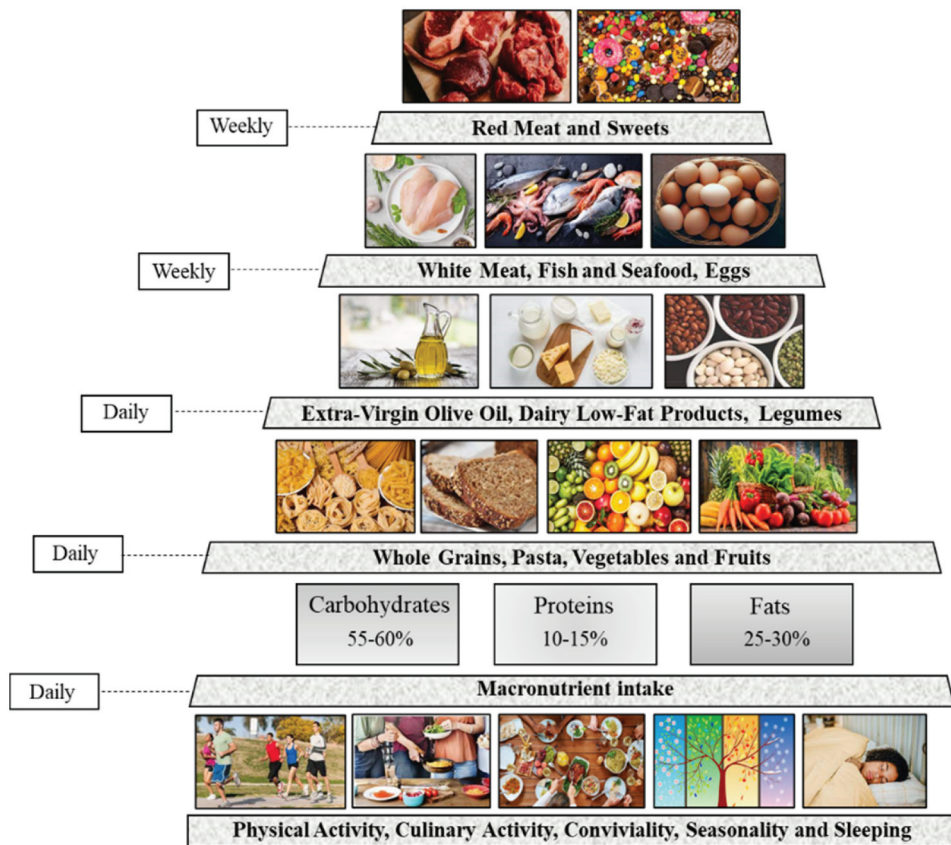 Weekly
Red Meat and Sweets
Weekly
White Meat, Fish and Seafood, Eggs
Daily
Extra-Virgin Olive Oil, Dairy Low-Fat Products, Legumes
Daily
Whole Grains, Pasta, Vegetables and Fruits
Carbohydrates
55-60%
Proteins
10-15%
Fats
25-30%
Daily
Macronutrient intake
Physical Activity, Culinary Activity, Conviviality, Seasonality and Sleeping